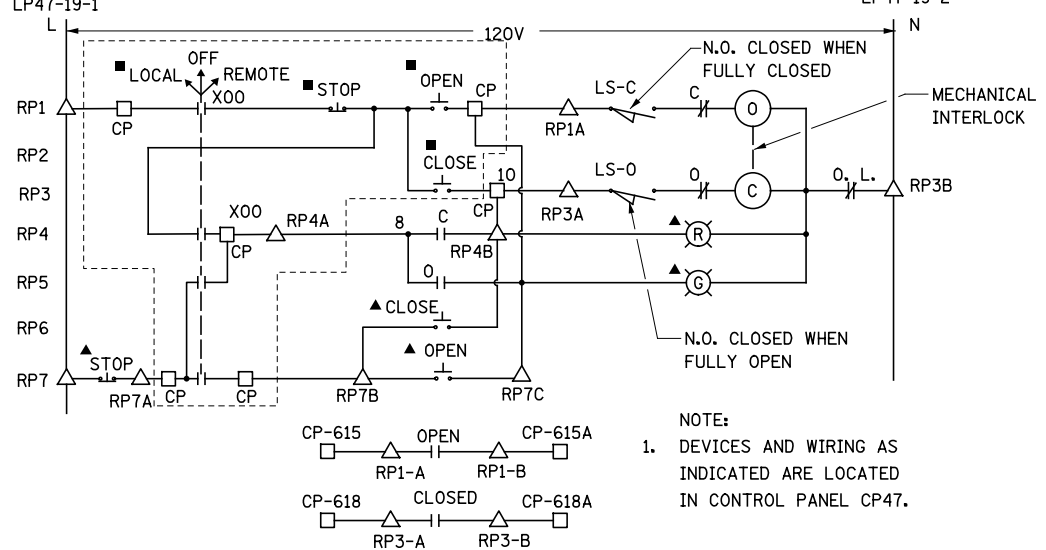 LP47-19-1
L
120V
N
OFF
LOCAL
REMOTE
X00
STOP
OPEN
CP
N.O. CLOSED WHEN
FULLY CLOSED
LS-C
C
O
MECHANICAL
INTERLOCK
RP1
CP
RP1A
RP2
CLOSE
LS-O
O
C
O. L.
RP3
10
CP
RP3A
RP3B
X00
RP4
RP4A
CP
8
C
RP4B
R
RP5
O
G
CLOSE
RP6
OPEN
N.O. CLOSED WHEN
FULLY OPEN
STOP
RP7
RP7A
CP
CP
RP7B
RP7C
CP-615
OPEN
CP-615A
RP1-A
RP1-B
CP-618
CLOSED
CP-618A
RP3-A
RP3-B
NOTE:
1. DEVICES AND WIRING AS
INDICATED ARE LOCATED
IN CONTROL PANEL CP47.